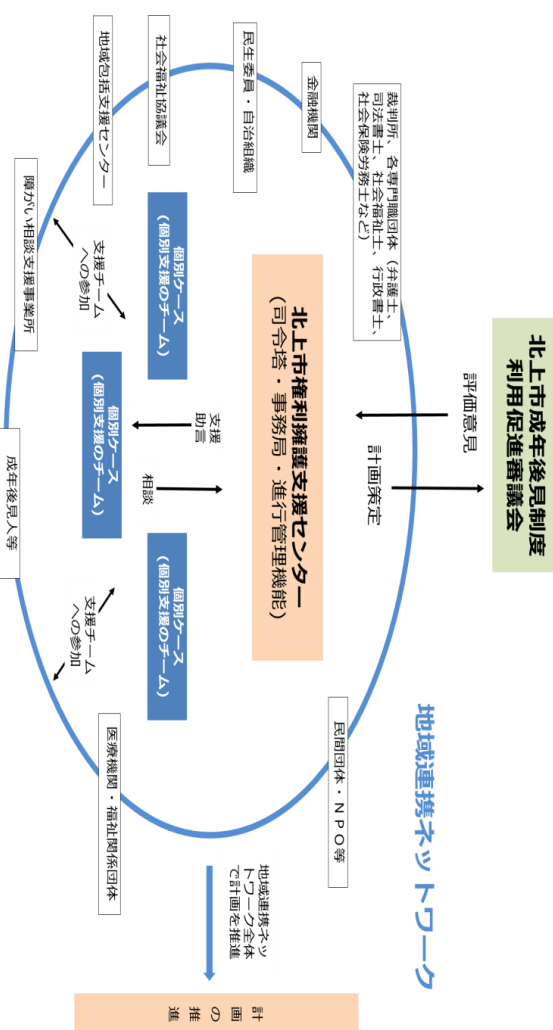 北上市成年後見制度
利用促進審議会
地域連携ネットワーク
評価意見
計画策定
裁判所、各専門職団体（弁護士、
司法書士、社会福祉士、行政書士、
社会保険労務士など）
金融機関
民生委員・自治組織
社会福祉協議会
地域包括支援センター
障がい相談支援事業所
成年後見人等
医療機関・福祉関係団体
民間団体・ＮＰＯ等
北上市権利擁護支援センター
(司令塔・事務局・進行管理機能)
支援
助言
相談
個別ケース
(個別支援のチーム)
個別ケース
(個別支援のチーム)
個別ケース
(個別支援のチーム)
支援チーム
への参加
支援チーム
への参加
地域連携ネッ
トワーク全体
で計画を推進
計画の推進